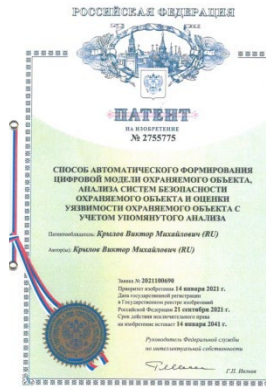 РОССИЙСКАЯ ФЕДЕРАЦИЯ
ПАТЕНТ
НА ИЗОБРЕТЕНИЕ
№ 2755775
СПОСОБ АВТОМАТИЧЕСКОГО ФОРМИРОВАНИЯ
ЦИФРОВОЙ МОДЕЛИ ОХРАНЯЕМОГО ОБЪЕКТА,
АНАЛИЗА СИСТЕМ БЕЗОПАСНОСТИ
ОХРАНЯЕМОГО ОБЪЕКТА И ОЦЕНКИ
УЯЗВИМОСТИ ОХРАНЯЕМОГО ОБЪЕКТА С
УЧЕТОМ УПОМЯНУТОГО АНАЛИЗА
Патентообладатель: Крылов Виктор Михайлович (RU)
Автор(ы): Крылов Виктор Михайлович (RU)
Заявка № 2021100690
Приоритет изобретения 14 января 2021 г.
Дата государственной регистрации
в Государственном реестре изобретений
Российской Федерации 21 сентября 2021 г.
Срок действия исключительного права
на изобретение истекает 14 января 2041 г.
Руководитель Федеральной службы
по интеллектуальной собственности
Г.П. Ивлиев